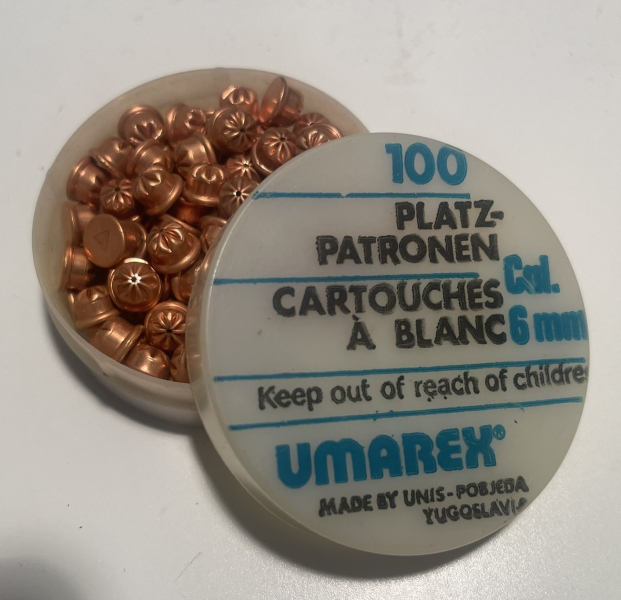 100
PLATZ-
PATRONEN
CARTOUCHES
À BLANC
Cal.
6 mm
Keep out of reach of childre
UMAREX®
MADE BY UNIS-POBJEDA
YUGOSLAVIA